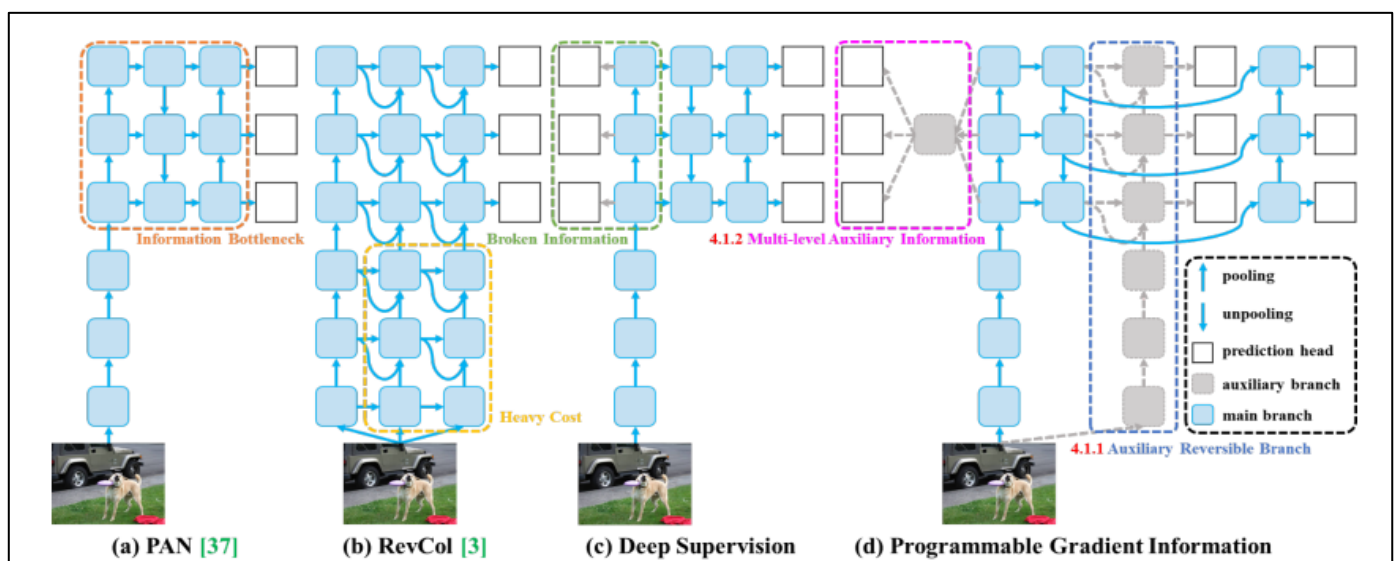 Information Bottleneck
Broken Information
4.1.2 Multi-level Auxiliary Information
Heavy Cost
pooling
unpooling
prediction head
auxiliary branch
main branch
4.1.1 Auxiliary Reversible Branch
(a) PAN [37]
(b) RevCol [3]
(c) Deep Supervision
(d) Programmable Gradient Information